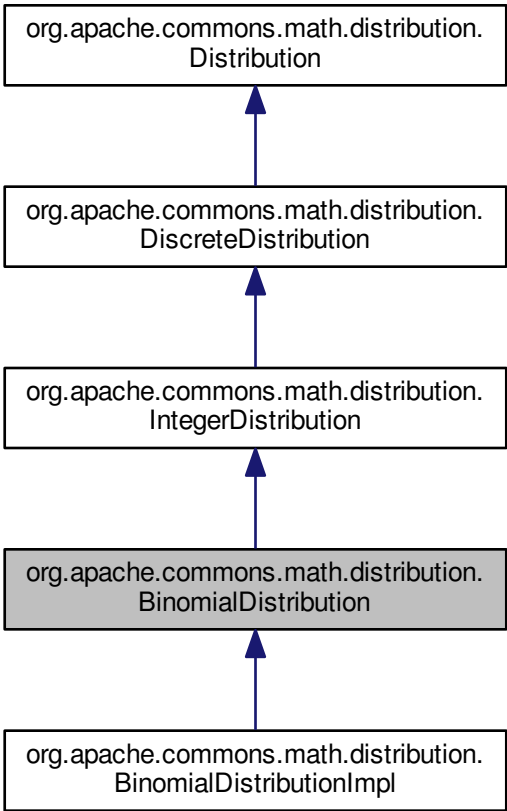 org.apache.commons.math.distribution.
Distribution
org.apache.commons.math.distribution.
DiscreteDistribution
org.apache.commons.math.distribution.
IntegerDistribution
org.apache.commons.math.distribution.
BinomialDistribution
org.apache.commons.math.distribution.
BinomialDistributionImpl